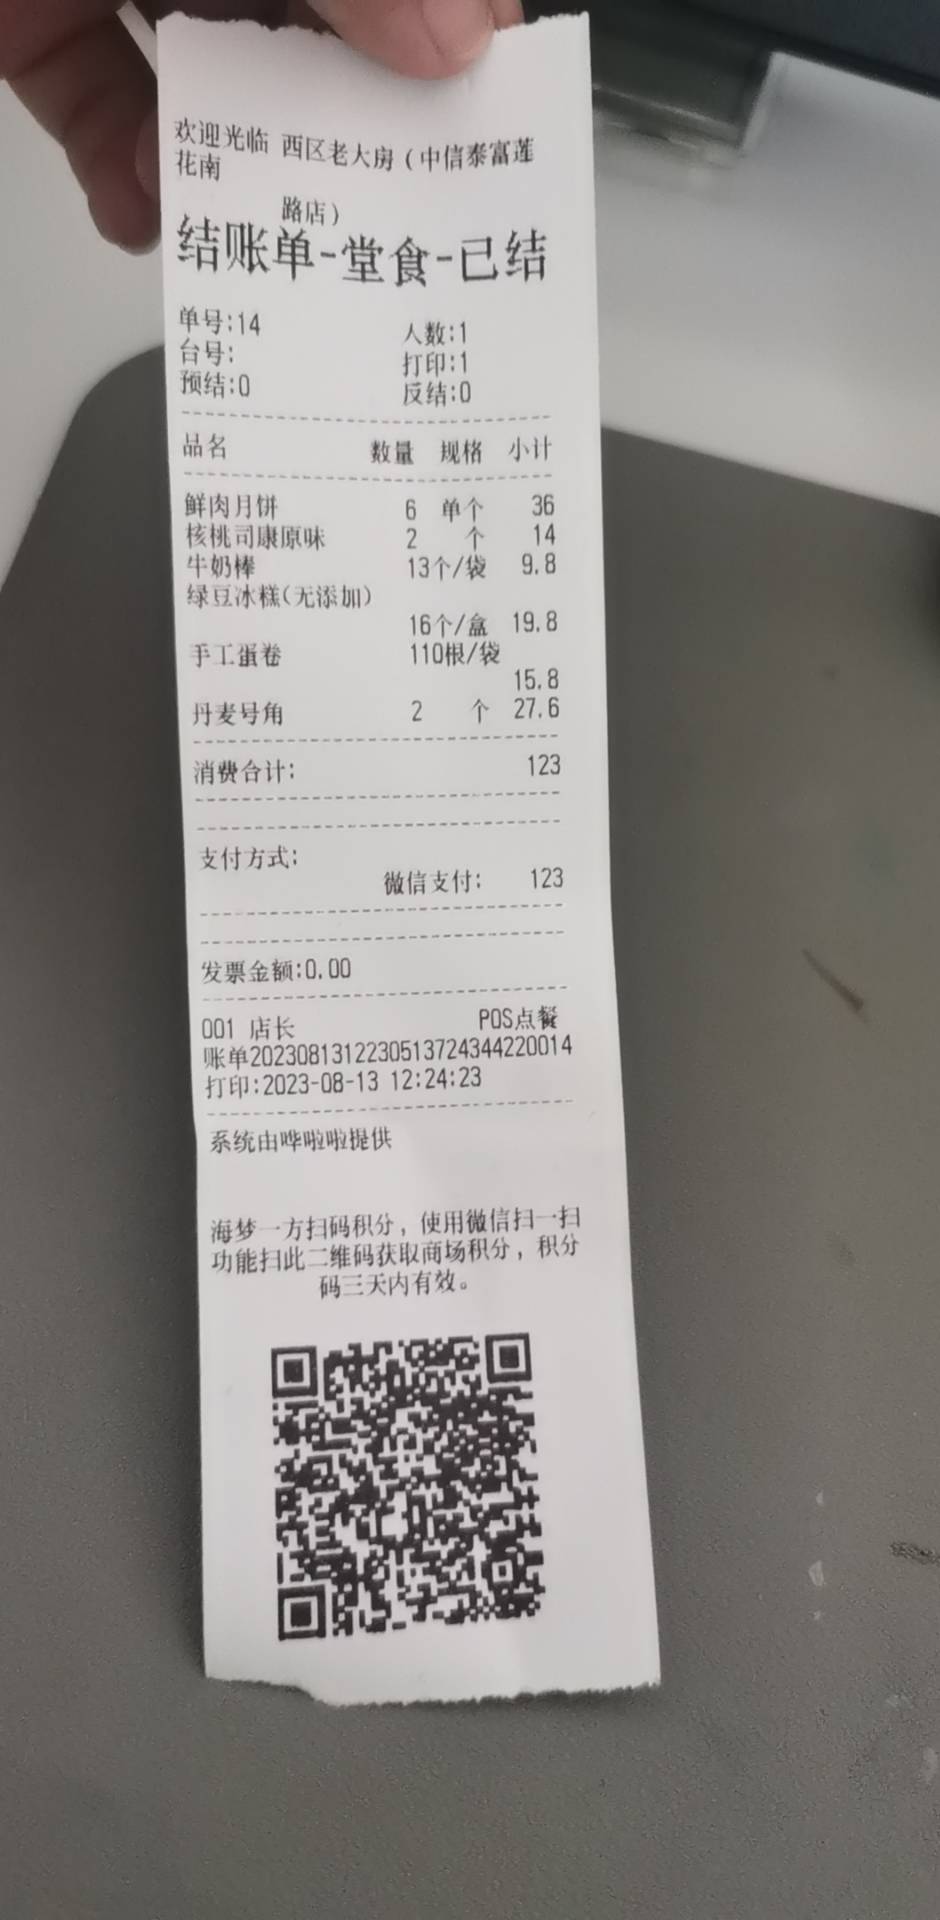 欢迎光临 西区老大房（中信泰富莲
花南
路店）
结账单-堂食-已结
单号:14 人数:1
台号: 打印:1
预结:0 反结:0
品名 数量 规格 小计
鲜肉月饼 6 单个 36
核桃司康原味 2 个 14
牛奶棒 13个/袋 9.8
绿豆冰糕(无添加)
16个/盒 19.8
手工蛋卷 110根/袋
15.8
丹麦号角 2 个 27.6
消费合计: 123
支付方式:
微信支付: 123
发票金额:0.00
001 店长 POS点餐
账单20230813122305137243442200​14
打印:2023-08-13 12:24:23
系统由哗啦啦提供
海梦一方扫码积分，使用微信扫一扫
功能扫此二维码获取商场积分，积分
码三天内有效。